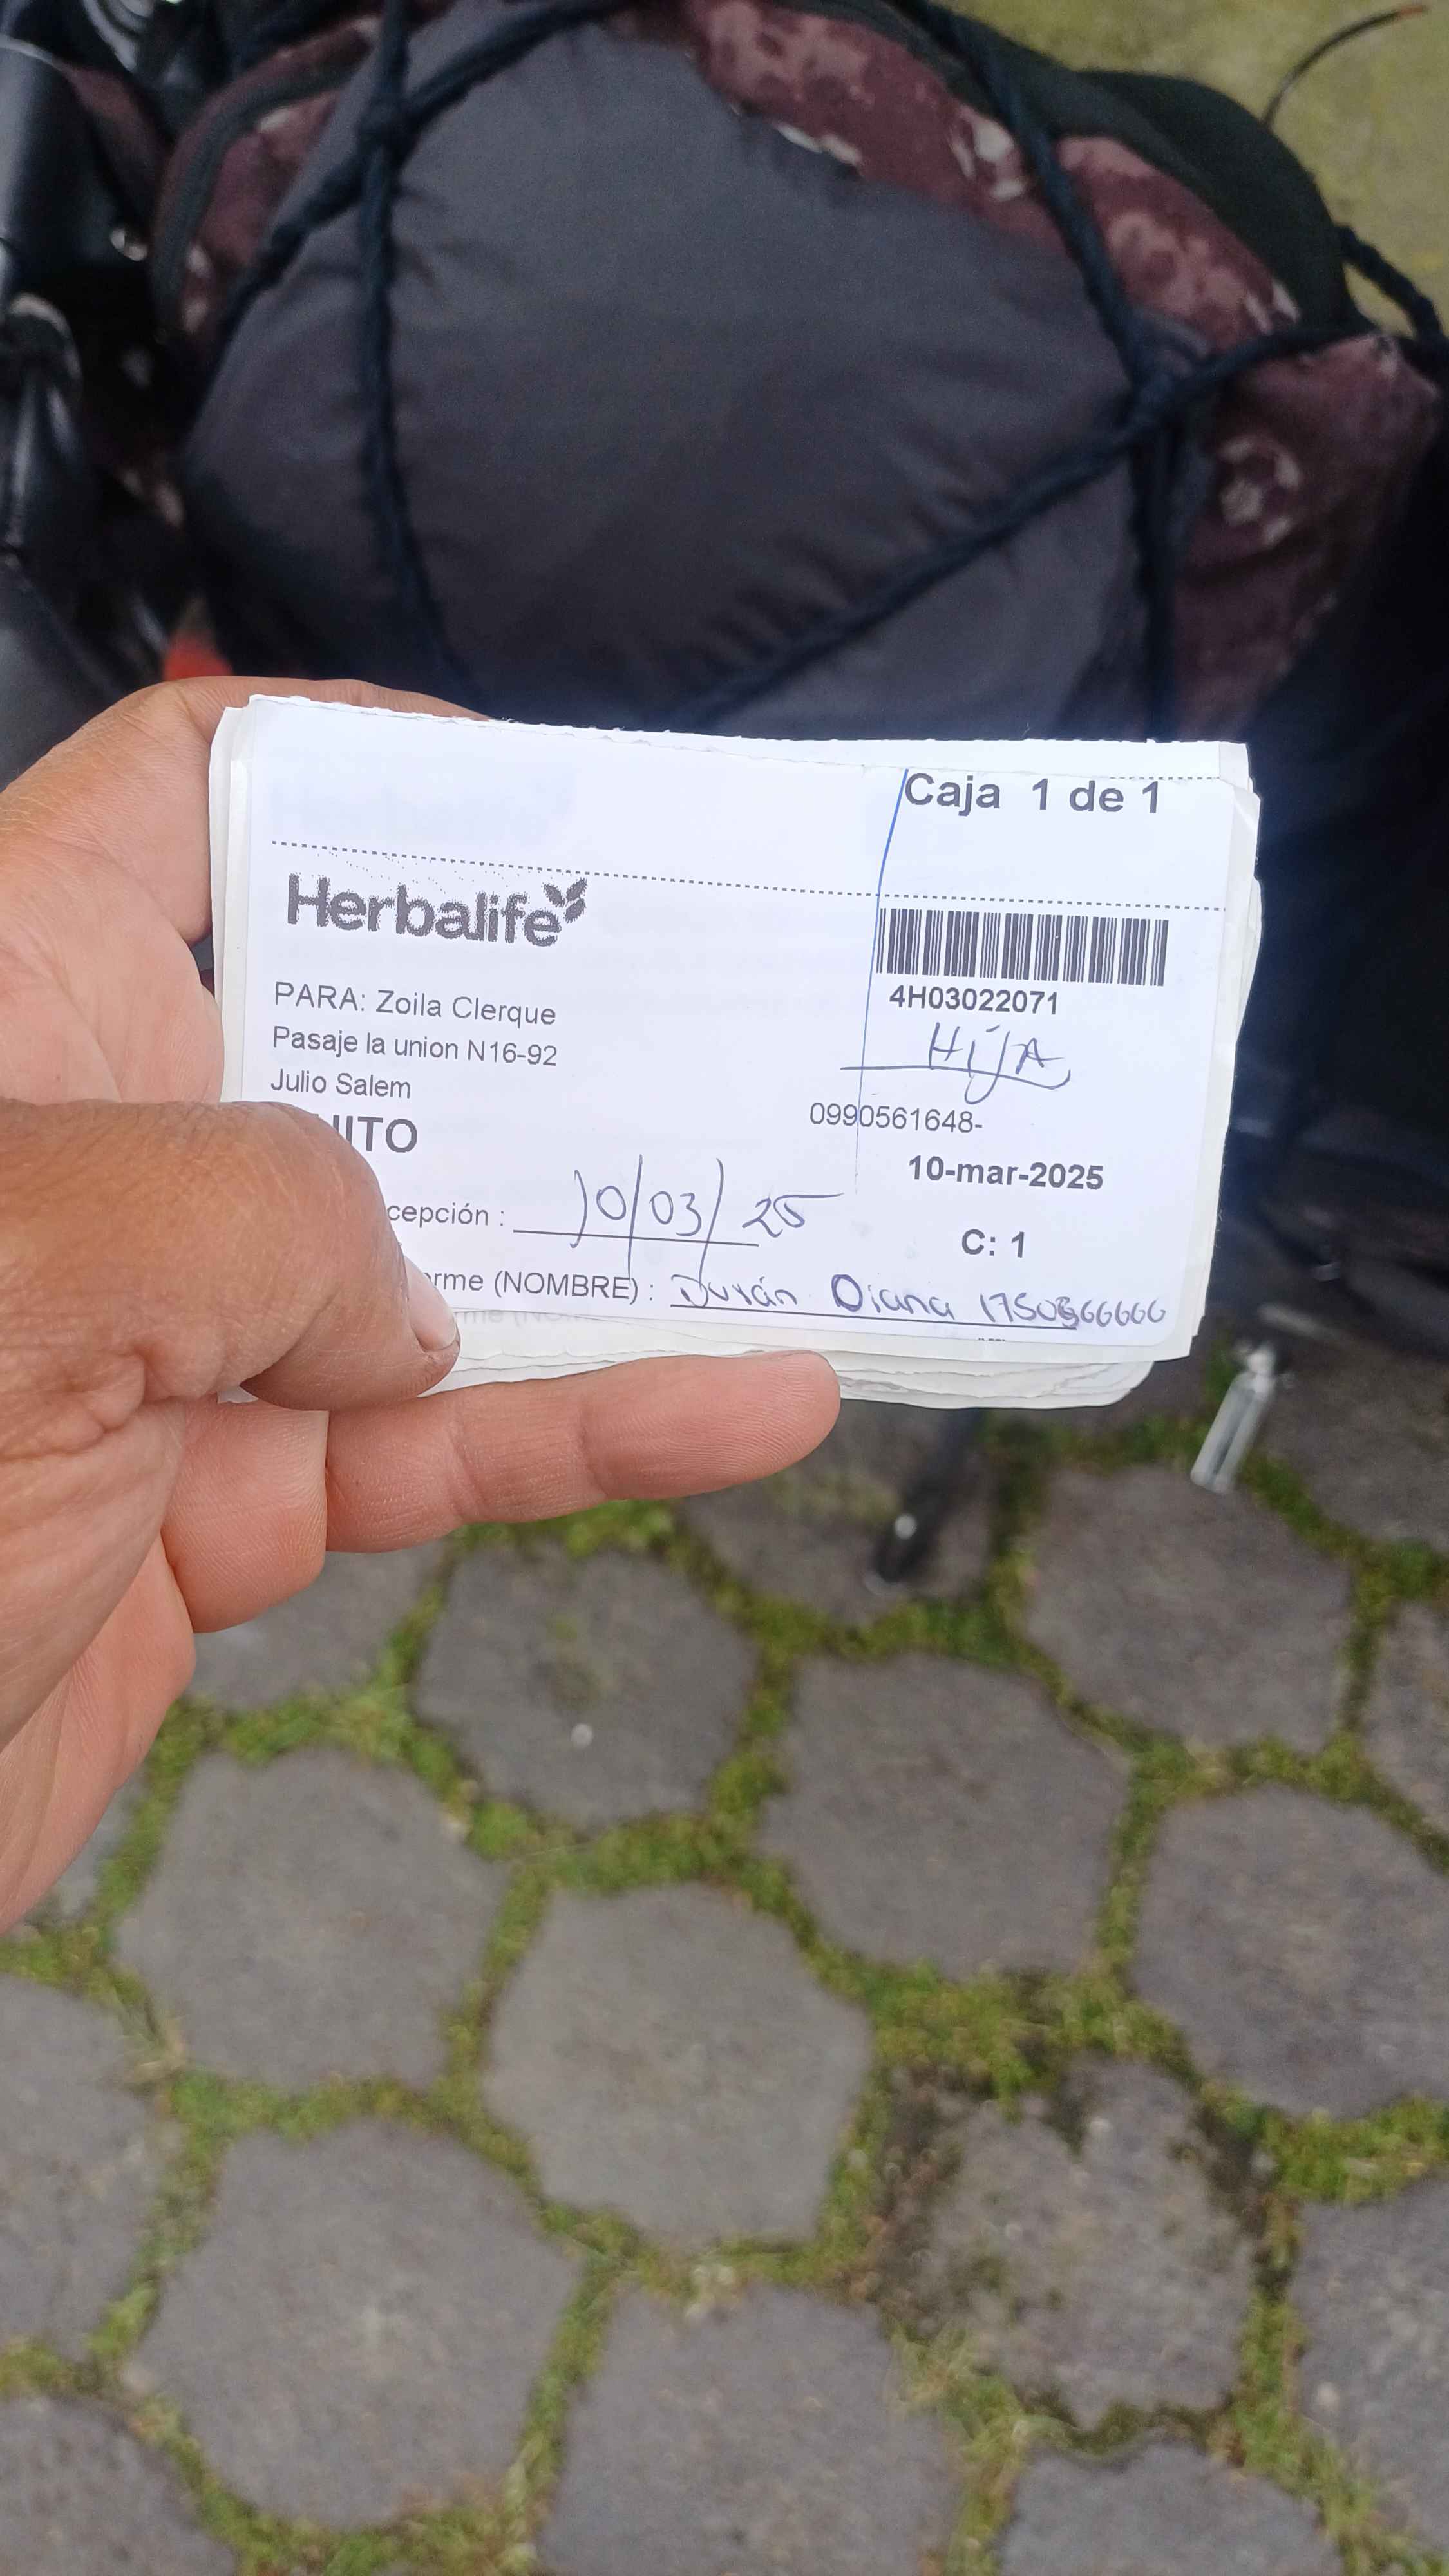 Caja 1 de 1
Herbalife
4H03022071
PARA: Zoila Clerque
HIJA
Pasaje la union N16-92
Julio Salem
0990561648-
UITO
10-mar-2025
cepción : 10/03/25
C: 1
rme (NOMBRE) : Durán Diana